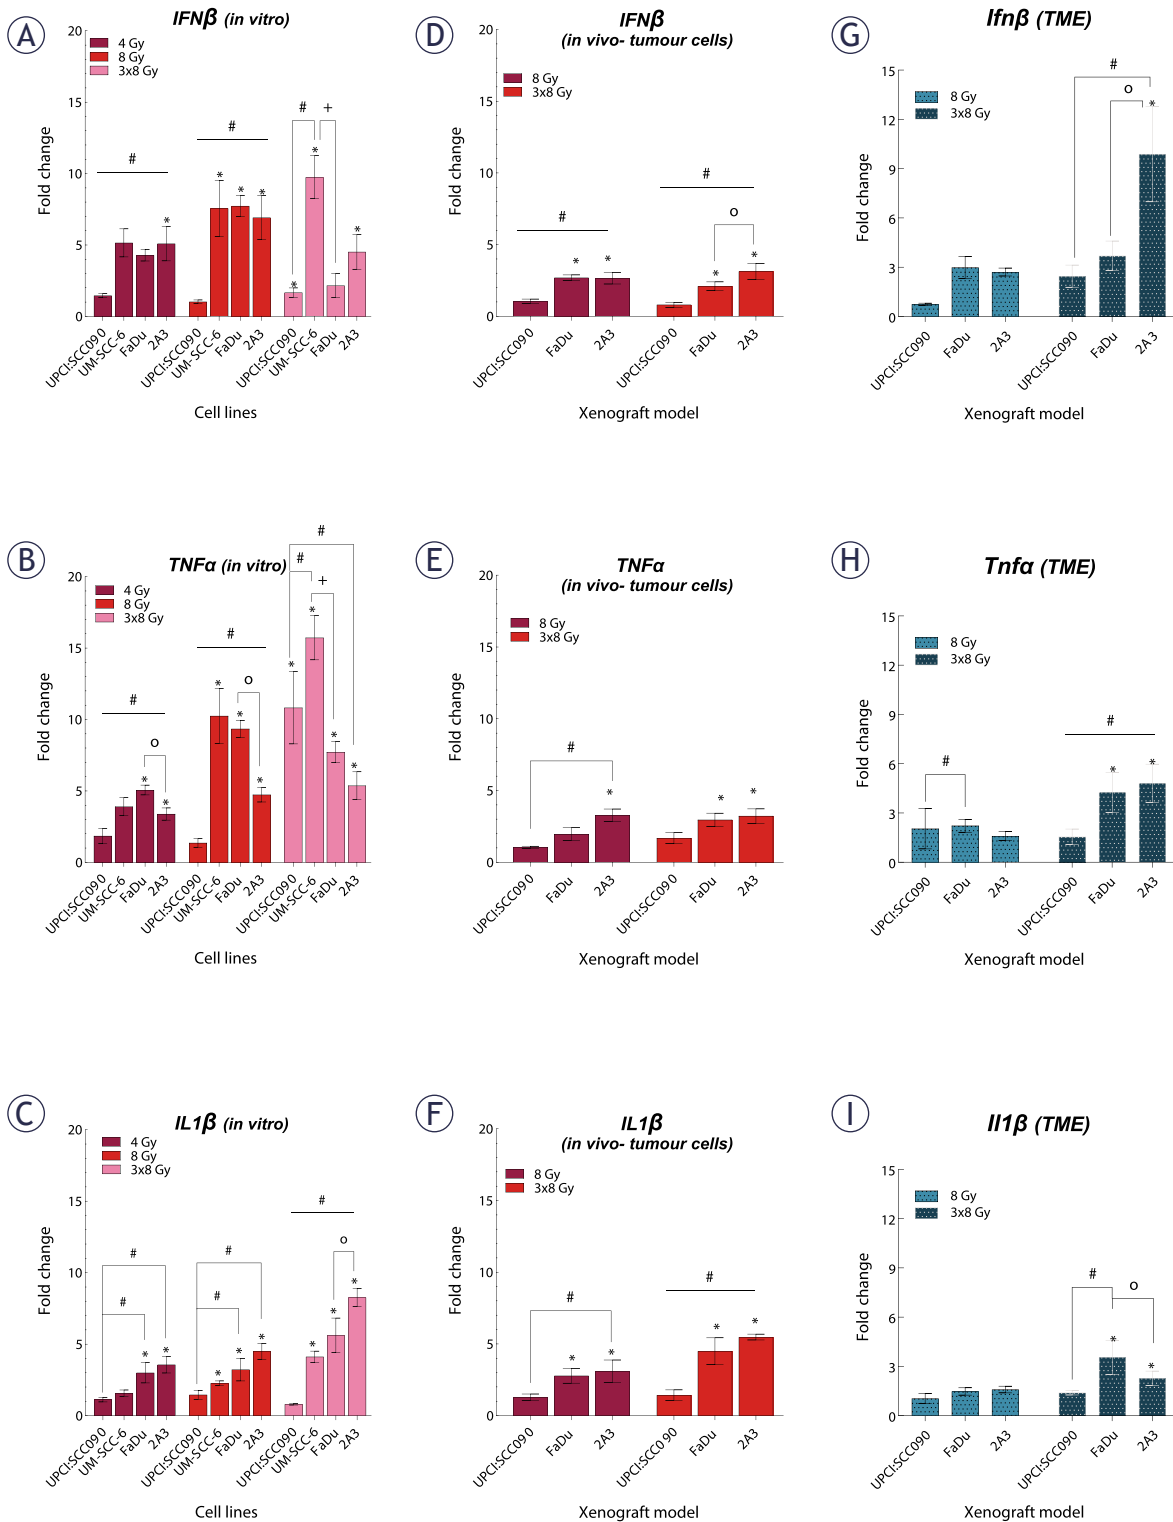 A
IFNβ (in vitro)
20
15
10
5
0
Fold change
4 Gy
8 Gy
3x8 Gy
#
#
#
+
*
*
*
*
*
*
*
UPCI:SCC090
UM-SCC-6
FaDu
2A3
UPCI:SCC090
UM-SCC-6
FaDu
2A3
UPCI:SCC090
UM-SCC-6
FaDu
2A3
Cell lines
D
IFNβ
(in vivo- tumour cells)
20
15
10
5
0
Fold change
8 Gy
3x8 Gy
#
#
o
*
*
*
*
UPCI:SCC090
FaDu
2A3
UPCI:SCC090
FaDu
2A3
Xenograft model
G
Ifnβ (TME)
15
12
9
6
3
0
Fold change
8 Gy
3x8 Gy
#
o
*
UPCI:SCC090
FaDu
2A3
UPCI:SCC090
FaDu
2A3
Xenograft model
B
TNFα (in vitro)
20
15
10
5
0
Fold change
4 Gy
8 Gy
3x8 Gy
#
o
#
o
#
#
+
*
*
*
*
*
*
*
*
*
UPCI:SCC090
UM-SCC-6
FaDu
2A3
UPCI:SCC090
UM-SCC-6
FaDu
2A3
UPCI:SCC090
UM-SCC-6
FaDu
2A3
Cell lines
E
TNFα
(in vivo- tumour cells)
20
15
10
5
0
Fold change
8 Gy
3x8 Gy
#
*
*
*
UPCI:SCC090
FaDu
2A3
UPCI:SCC090
FaDu
2A3
Xenograft model
H
Tnfα (TME)
15
12
9
6
3
0
Fold change
8 Gy
3x8 Gy
#
#
*
*
UPCI:SCC090
FaDu
2A3
UPCI:SCC090
FaDu
2A3
Xenograft model
C
IL1β (in vitro)
20
15
10
5
0
Fold change
4 Gy
8 Gy
3x8 Gy
#
#
#
#
#
o
*
*
*
*
*
*
*
*
UPCI:SCC090
UM-SCC-6
FaDu
2A3
UPCI:SCC090
UM-SCC-6
FaDu
2A3
UPCI:SCC090
UM-SCC-6
FaDu
2A3
Cell lines
F
IL1β
(in vivo- tumour cells)
20
15
10
5
0
Fold change
8 Gy
3x8 Gy
#
#
*
*
*
*
UPCI:SCC090
FaDu
2A3
UPCI:SCC090
FaDu
2A3
Xenograft model
I
Il1β (TME)
15
12
9
6
3
0
Fold change
8 Gy
3x8 Gy
#
o
*
*
UPCI:SCC090
FaDu
2A3
UPCI:SCC090
FaDu
2A3
Xenograft model